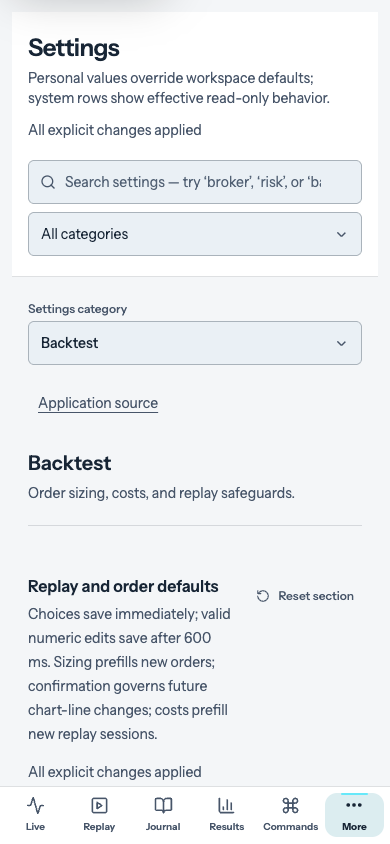 Settings
Personal values override workspace defaults;
system rows show effective read-only behavior.
All explicit changes applied
Search settings — try ‘broker’, ‘risk’, or ‘ba
All categories
Settings category
Backtest
Application source
Backtest
Order sizing, costs, and replay safeguards.
Replay and order defaults
Reset section
Choices save immediately; valid
numeric edits save after 600
ms. Sizing prefills new orders;
confirmation governs future
chart-line changes; costs prefill
new replay sessions.
All explicit changes applied
Live
Replay
Journal
Results
Commands
More